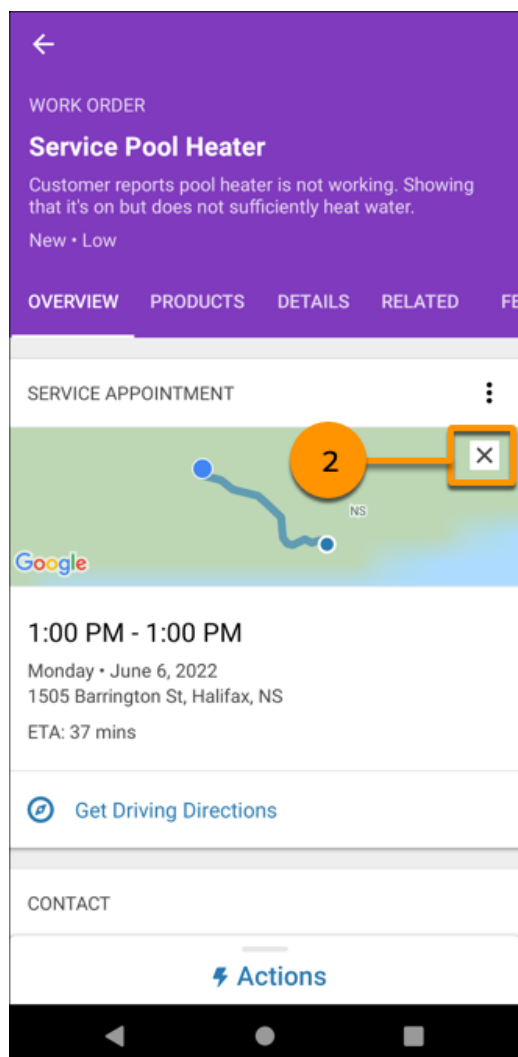 WORK ORDER
Service Pool Heater
Customer reports pool heater is not working. Showing
that it's on but does not sufficiently heat water.
New • Low
OVERVIEW PRODUCTS DETAILS RELATED FE
SERVICE APPOINTMENT
2
NS
Google
1:00 PM - 1:00 PM
Monday • June 6, 2022
1505 Barrington St, Halifax, NS
ETA: 37 mins
Get Driving Directions
CONTACT
Actions